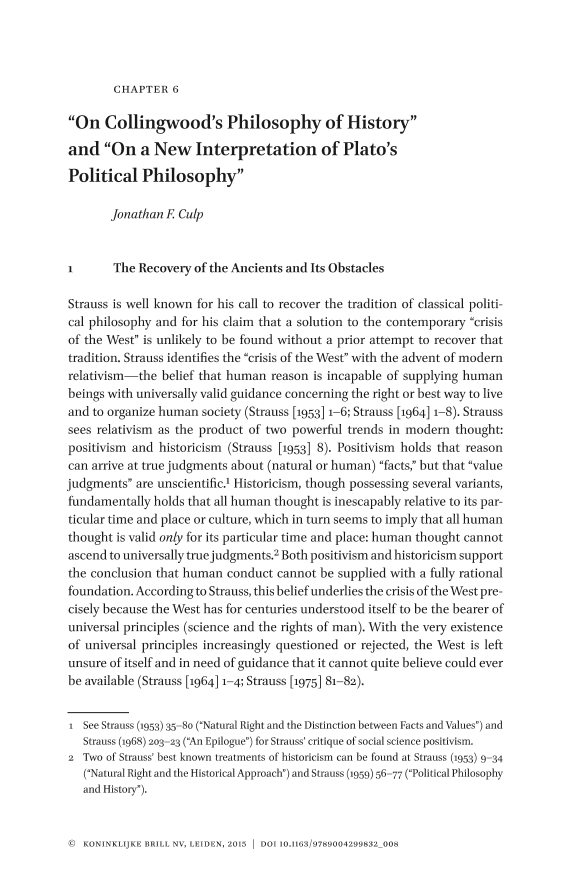 CHAPTER 6
“On Collingwood’s Philosophy of History”
and “On a New Interpretation of Plato’s
Political Philosophy”
Jonathan F. Culp
1 The Recovery of the Ancients and Its Obstacles
Strauss is well known for his call to recover the tradition of classical politi-
cal philosophy and for his claim that a solution to the contemporary “crisis
of the West” is unlikely to be found without a prior attempt to recover that
tradition. Strauss identifies the “crisis of the West” with the advent of modern
relativism—the belief that human reason is incapable of supplying human
beings with universally valid guidance concerning the right or best way to live
and to organize human society (Strauss [1953] 1–6; Strauss [1964] 1–8). Strauss
sees relativism as the product of two powerful trends in modern thought:
positivism and historicism (Strauss [1953] 8). Positivism holds that reason
can arrive at true judgments about (natural or human) “facts,” but that “value
judgments” are unscientific.1 Historicism, though possessing several variants,
fundamentally holds that all human thought is inescapably relative to its par-
ticular time and place or culture, which in turn seems to imply that all human
thought is valid only for its particular time and place: human thought cannot
ascend to universally true judgments.2 Both positivism and historicism support
the conclusion that human conduct cannot be supplied with a fully rational
foundation. According to Strauss, this belief underlies the crisis of the West pre-
cisely because the West has for centuries understood itself to be the bearer of
universal principles (science and the rights of man). With the very existence
of universal principles increasingly questioned or rejected, the West is left
unsure of itself and in need of guidance that it cannot quite believe could ever
be available (Strauss [1964] 1–4; Strauss [1975] 81–82).
1 See Strauss (1953) 35–80 (“Natural Right and the Distinction between Facts and Values”) and
Strauss (1968) 203–23 (“An Epilogue”) for Strauss’ critique of social science positivism.
2 Two of Strauss’ best known treatments of historicism can be found at Strauss (1953) 9–34
(“Natural Right and the Historical Approach”) and Strauss (1959) 56–77 (“Political Philosophy
and History”).
© KONINKLIJKE BRILL NV, LEIDEN, 2015 | DOI 10.1163/9789004299832_008